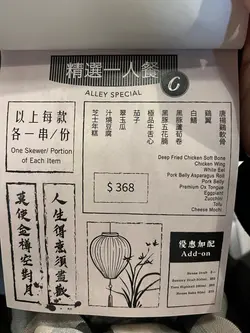 精選一人餐
C
ALLEY SPECIAL
以上每款
各一串/份
One Skewer/ Portion
of Each Item
唐揚雞軟骨
雞翼
白鱔
黑豚蘆筍卷
黑豚五花腩
極品牛舌心
茄子
翠玉瓜
汁燒豆腐
芝士年糕
Deep Fried Chicken Soft Bone
Chicken Wing
White Eel
Pork Belly Asparagus Roll
Pork Belly
Premium Ox Tongue
Eggplant
Zucchini
Tofu
Cheese Mochi
$ 368
人生得意須盡歡
莫使金樽空對月
優惠加配
Add-on